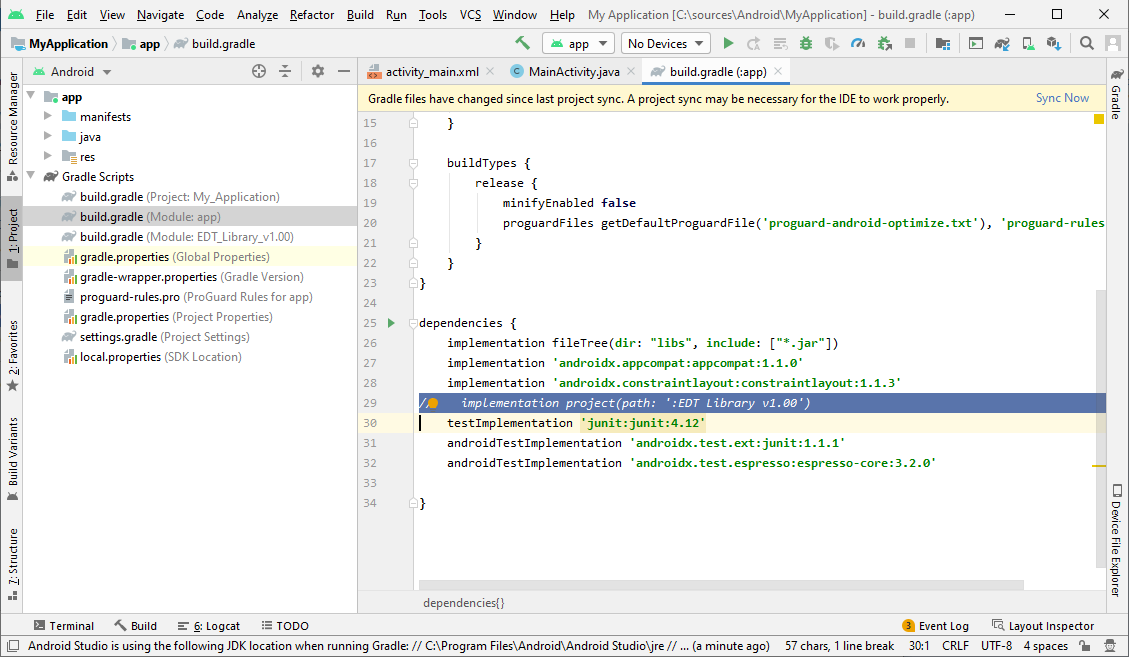 File Edit View Navigate Code Analyze Refactor Build Run Tools VCS Window Help My Application [C:\sources\Android\MyApplication] - build.gradle (:app)
MyApplication app build.gradle app No Devices
Android activity_main.xml MainActivity.java build.gradle (:app)
Gradle files have changed since last project sync. A project sync may be necessary for the IDE to work properly. Sync Now
Resource Manager
1: Project
2: Favorites
Build Variants
7: Structure
app
manifests
java
res
Gradle Scripts
build.gradle (Project: My_Application)
build.gradle (Module: app)
build.gradle (Module: EDT_Library_v1.00)
gradle.properties (Global Properties)
gradle-wrapper.properties (Gradle Version)
proguard-rules.pro (ProGuard Rules for app)
gradle.properties (Project Properties)
settings.gradle (Project Settings)
local.properties (SDK Location)
15 }
16
17 buildTypes {
18 release {
19 minifyEnabled false
20 proguardFiles getDefaultProguardFile('proguard-android-optimize.txt'), 'proguard-rules
21 }
22 }
23 }
24
25 dependencies {
26 implementation fileTree(dir: "libs", include: ["*.jar"])
27 implementation 'androidx.appcompat:appcompat:1.1.0'
28 implementation 'androidx.constraintlayout:constraintlayout:1.1.3'
29 // implementation project(path: ':EDT Library v1.00')
30 testImplementation 'junit:junit:4.12'
31 androidTestImplementation 'androidx.test.ext:junit:1.1.1'
32 androidTestImplementation 'androidx.test.espresso:espresso-core:3.2.0'
33
34 }
dependencies{}
Gradle
Device File Explorer
Terminal Build 6: Logcat TODO 3 Event Log Layout Inspector
Android Studio is using the following JDK location when running Gradle: // C:\Program Files\Android\Android Studio\jre // ... (a minute ago) 57 chars, 1 line break 30:1 CRLF UTF-8 4 spaces